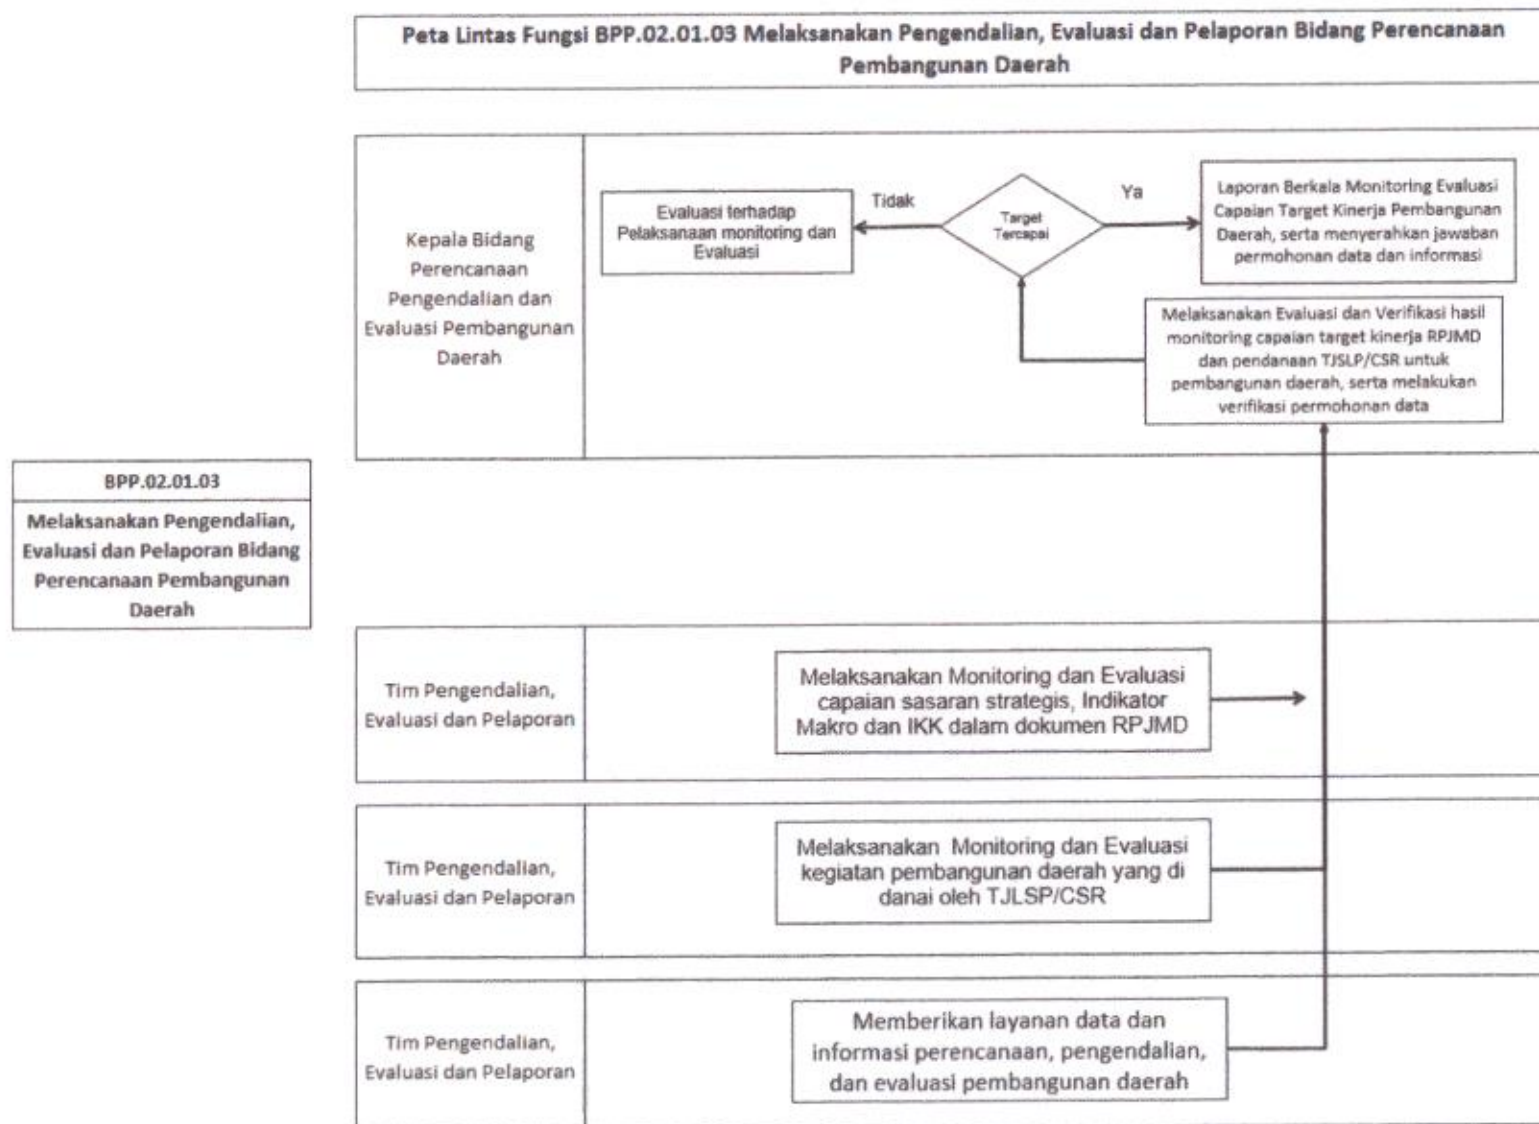 Peta Lintas Fungsi BPP.02.01.03 Melaksanakan Pengendalian, Evaluasi dan Pelaporan Bidang Perencanaan
Pembangunan Daerah
Kepala Bidang
Perencanaan
Pengendalian dan
Evaluasi Pembangunan
Daerah
Evaluasi terhadap
Pelaksanaan monitoring dan
Evaluasi
Tidak
Target
Tercapai
Ya
Laporan Berkala Monitoring Evaluasi
Capaian Target Kinerja Pembangunan
Daerah, serta menyerahkan jawaban
permohonan data dan informasi
Melaksanakan Evaluasi dan Verifikasi hasil
monitoring capaian target kinerja RPJMD
dan pendanaan TJSLP/CSR untuk
pembangunan daerah, serta melakukan
verifikasi permohonan data
BPP.02.01.03
Melaksanakan Pengendalian,
Evaluasi dan Pelaporan Bidang
Perencanaan Pembangunan
Daerah
Tim Pengendalian,
Evaluasi dan Pelaporan
Melaksanakan Monitoring dan Evaluasi
capaian sasaran strategis, Indikator
Makro dan IKK dalam dokumen RPJMD
Tim Pengendalian,
Evaluasi dan Pelaporan
Melaksanakan Monitoring dan Evaluasi
kegiatan pembangunan daerah yang di
danai oleh TJLSP/CSR
Tim Pengendalian,
Evaluasi dan Pelaporan
Memberikan layanan data dan
informasi perencanaan, pengendalian,
dan evaluasi pembangunan daerah